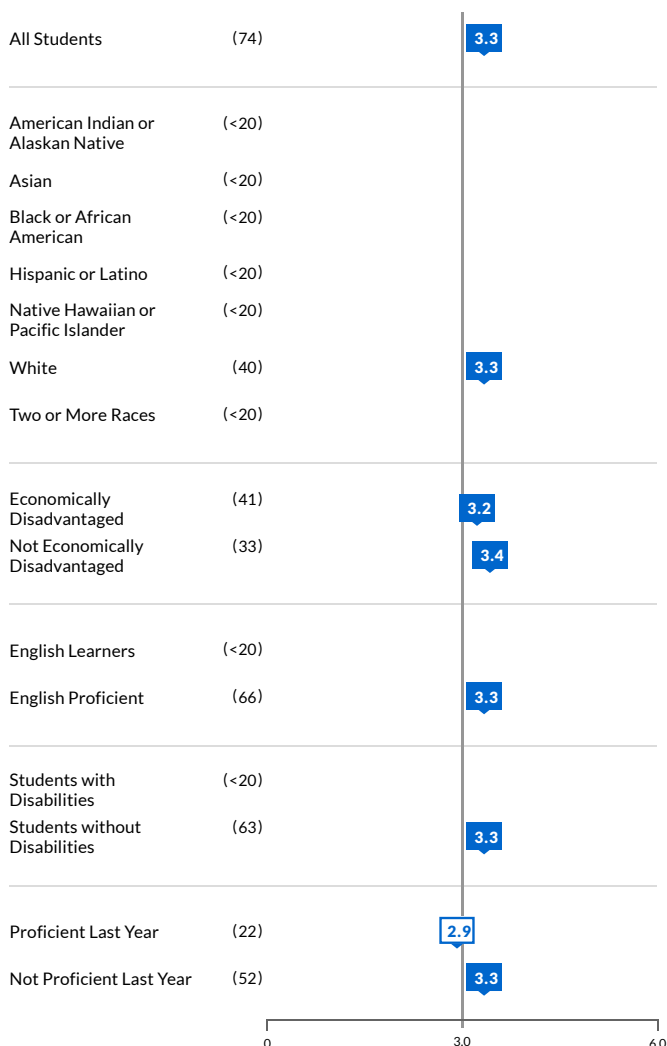 All Students (74) 3.3
American Indian or (<20)
Alaskan Native
Asian (<20)
Black or African (<20)
American
Hispanic or Latino (<20)
Native Hawaiian or (<20)
Pacific Islander
White (40) 3.3
Two or More Races (<20)
Economically (41) 3.2
Disadvantaged
Not Economically (33) 3.4
Disadvantaged
English Learners (<20)
English Proficient (66) 3.3
Students with (<20)
Disabilities
Students without (63) 3.3
Disabilities
Proficient Last Year (22) 2.9
Not Proficient Last Year (52) 3.3
0 3.0 6.0